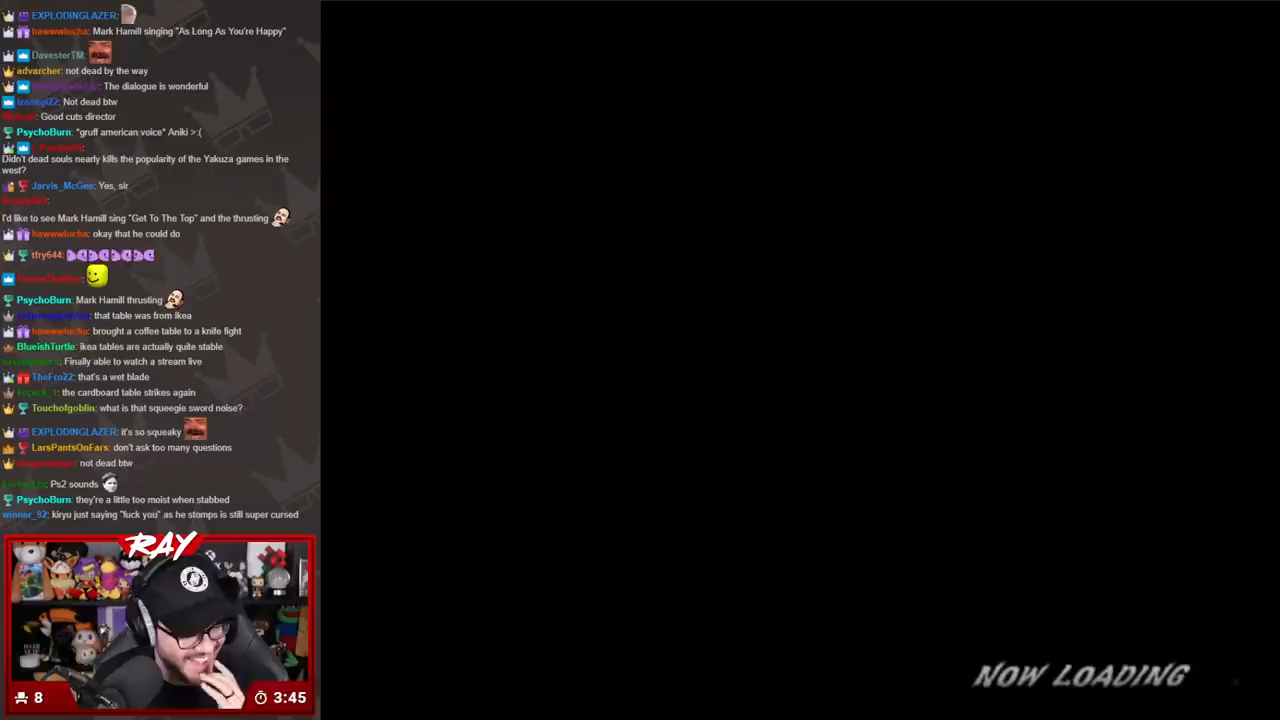 EXPLODINGLAZER:
hawwwlucha: Mark Hamill singing "As Long As You're Happy"
DavesterTM:
advarcher: not dead by the way
The dialogue is wonderful
izanagi22: Not dead btw
Good cuts director
PsychoBurn: *gruff american voice* Aniki >:(
Didn't dead souls nearly kills the popularity of the Yakuza games in the
west?
Jarvis_McGee: Yes, sir
I'd like to see Mark Hamill sing "Get To The Top" and the thrusting
hawwwlucha: okay that he could do
tfry644:
PsychoBurn: Mark Hamill thrusting
that table was from Ikea
hawwwlucha: brought a coffee table to a knife fight
BlueishTurtle: ikea tables are actually quite stable
Finally able to watch a stream live
TheFro22: that's a wet blade
the cardboard table strikes again
Touchofgoblin: what is that squeegie sword noise?
EXPLODINGLAZER: it's so squeaky
LarsPantsOnFars: don't ask too many questions
not dead btw
Ps2 sounds
PsychoBurn: they're a little too moist when stabbed
winner_92: kiryu just saying "fuck you" as he stomps is still super cursed
RAY
8
3:45
NOW LOADING